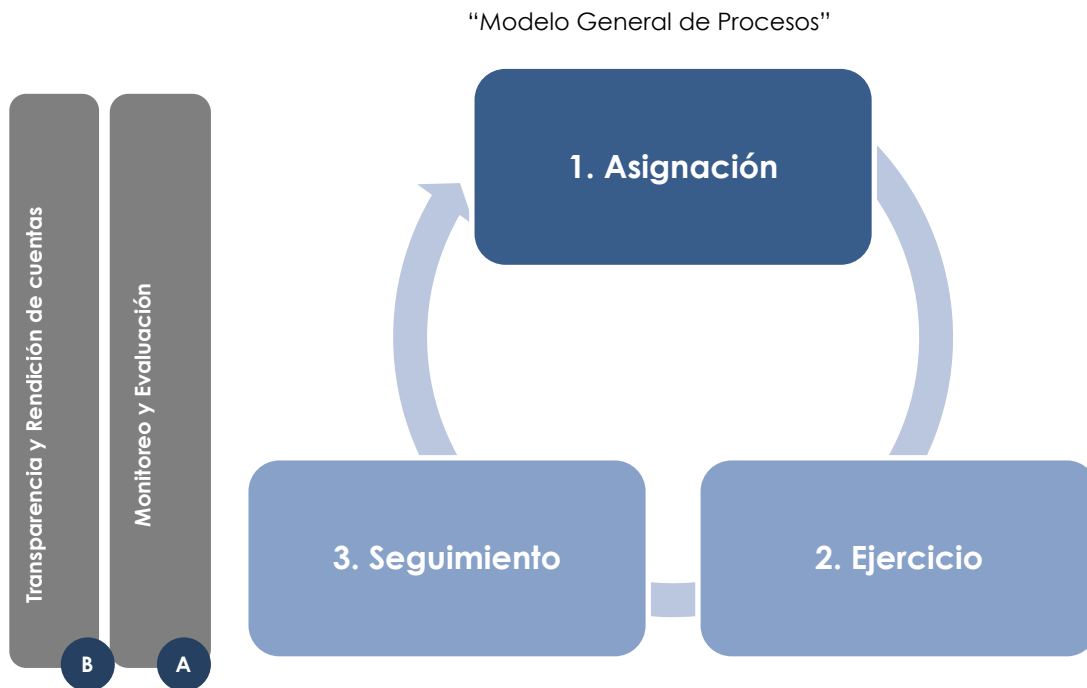 “Modelo General de Procesos”
1. Asignación
Transparencia y Rendición de cuentas
Monitoreo y Evaluación
3. Seguimiento
2. Ejercicio
B
A